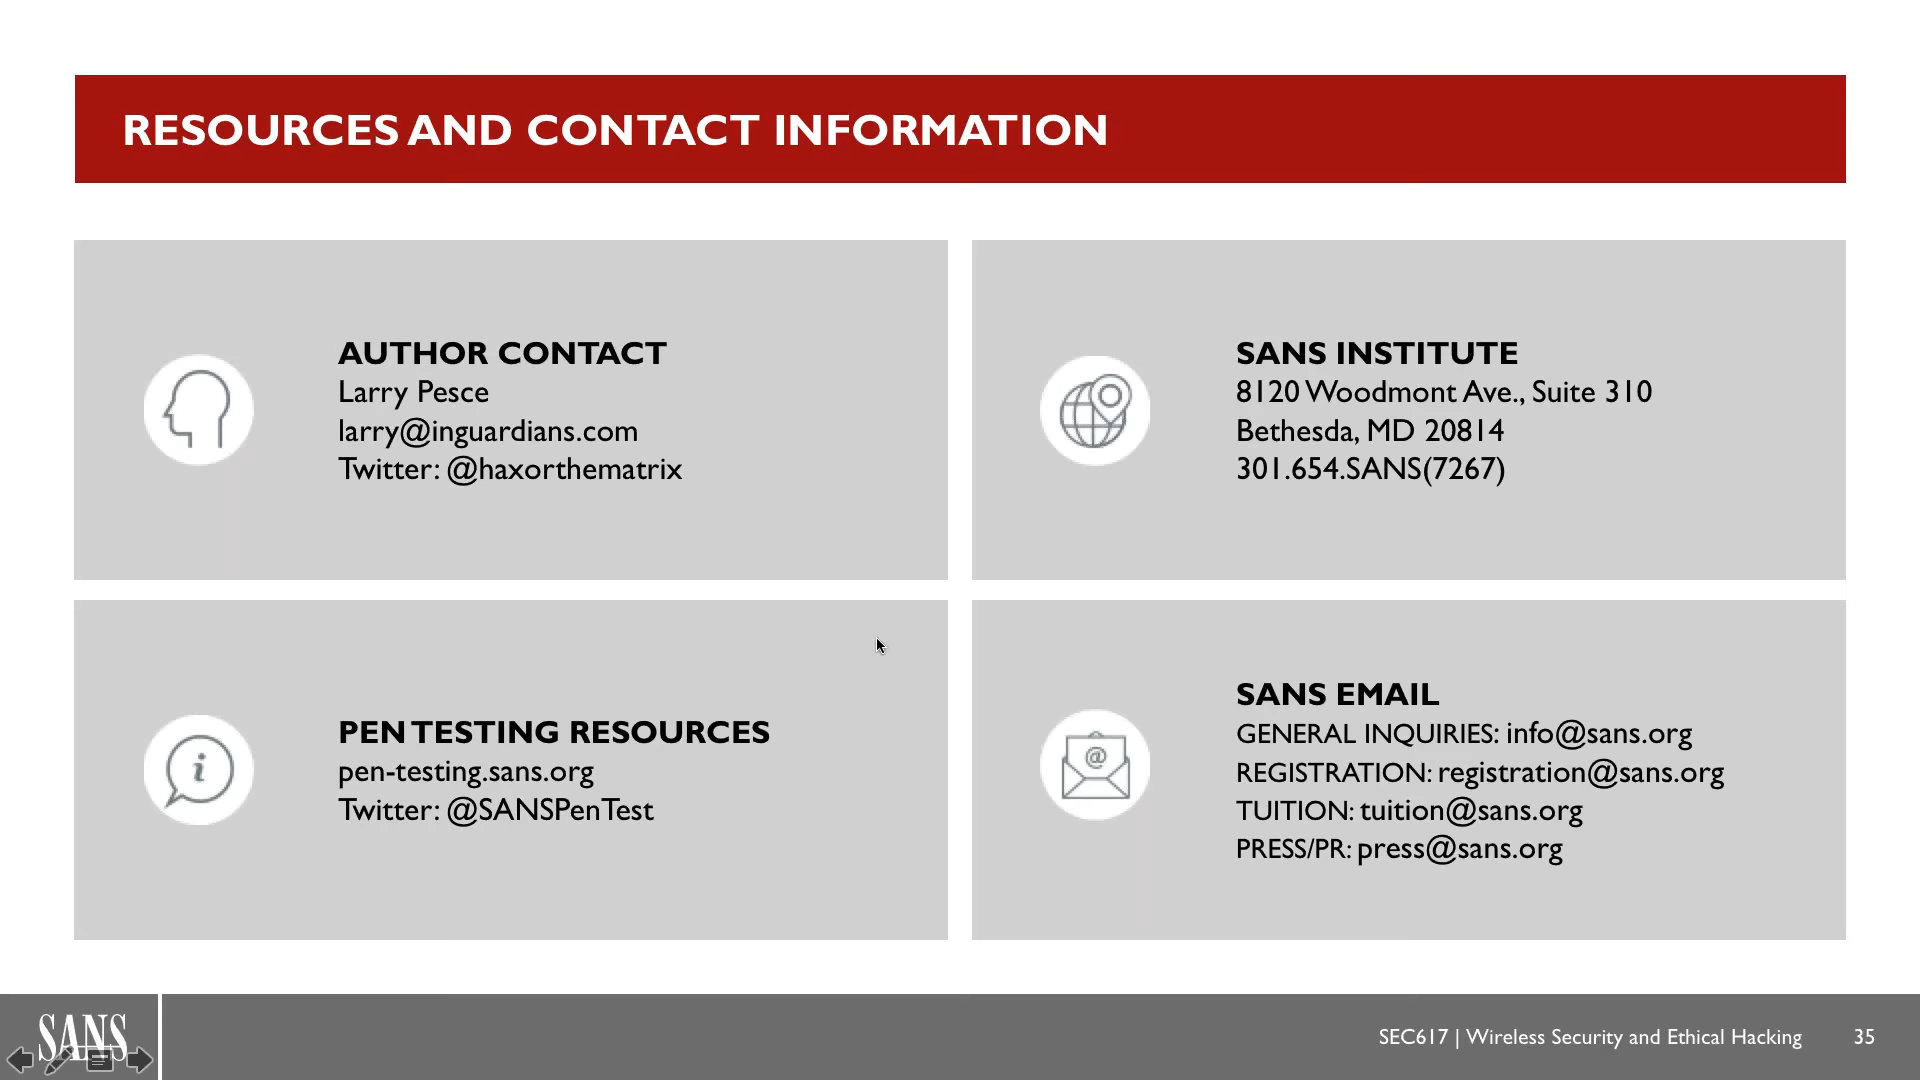 RESOURCES AND CONTACT INFORMATION
AUTHOR CONTACT
Larry Pesce
larry@inguardians.com
Twitter: @haxorthematrix
SANS INSTITUTE
8120 Woodmont Ave., Suite 310
Bethesda, MD 20814
301.654.SANS(7267)
PEN TESTING RESOURCES
pen-testing.sans.org
Twitter: @SANSPenTest
SANS EMAIL
GENERAL INQUIRIES: info@sans.org
REGISTRATION: registration@sans.org
TUITION: tuition@sans.org
PRESS/PR: press@sans.org
SANS
SEC617 | Wireless Security and Ethical Hacking 35